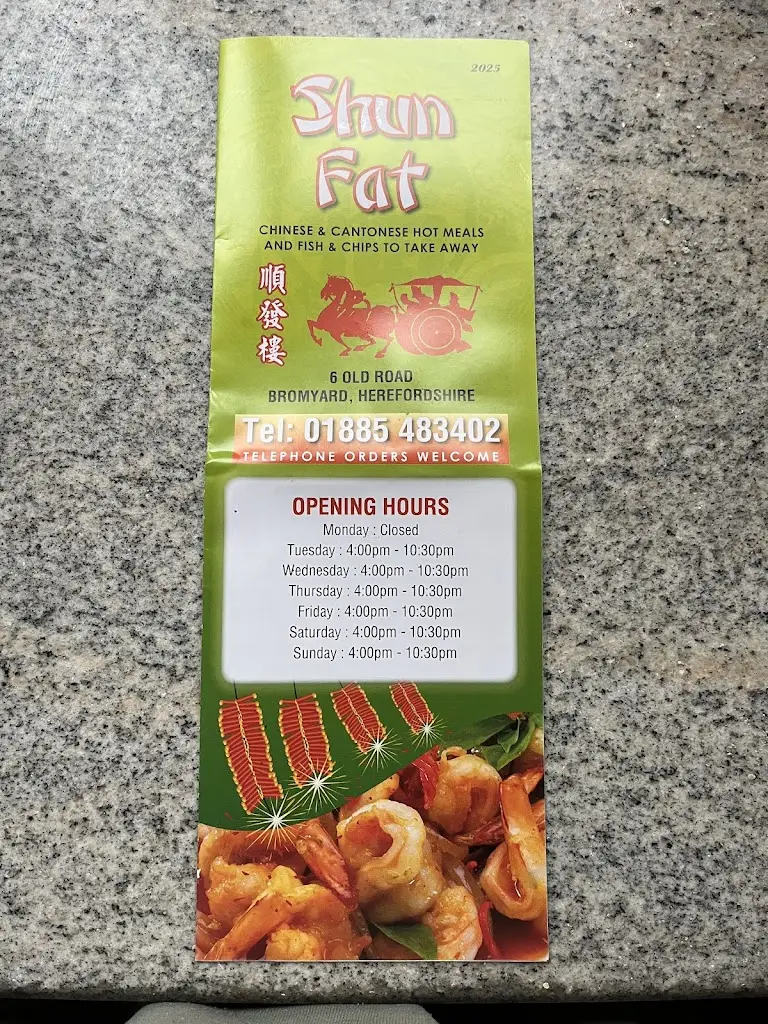 2025
Shun
Fat
CHINESE & CANTONESE HOT MEALS
AND FISH & CHIPS TO TAKE AWAY
順發樓
6 OLD ROAD
BROMYARD, HEREFORDSHIRE
Tel: 01885 483402
TELEPHONE ORDERS WELCOME
OPENING HOURS
Monday : Closed
Tuesday : 4:00pm - 10:30pm
Wednesday : 4:00pm - 10:30pm
Thursday : 4:00pm - 10:30pm
Friday : 4:00pm - 10:30pm
Saturday : 4:00pm - 10:30pm
Sunday : 4:00pm - 10:30pm